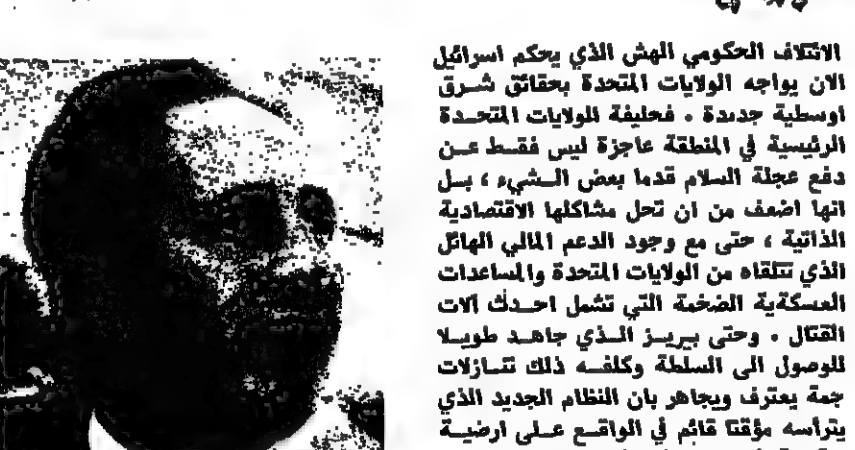 الائتلاف الحكومي الهش الذي يحكم اسرائيل
الان يواجه الولايات المتحدة بحقائق شرق
اوسطية جديدة . فحليفة الولايات المتحدة
الرئيسية في المنطقة عاجزة ليس فقط عن
دفع عجلة السلام قدما بعض الشيء ، بل
انها اضعف من ان تحل مشاكلها الاقتصادية
الذاتية ، حتى مع وجود الدعم المالي الهائل
الذي تتلقاه من الولايات المتحدة والمساعدات
العسكةية الضخمة التي تشمل احدث آلات
القتال . وحتى بيريز الذي جاهد طويلا
للوصول الى السلطة وكلفه ذلك تنازلات
جمة يعترف ويجاهر بان النظام الجديد الذي
يترأسه مؤقتا قائم في الواقع على ارضية